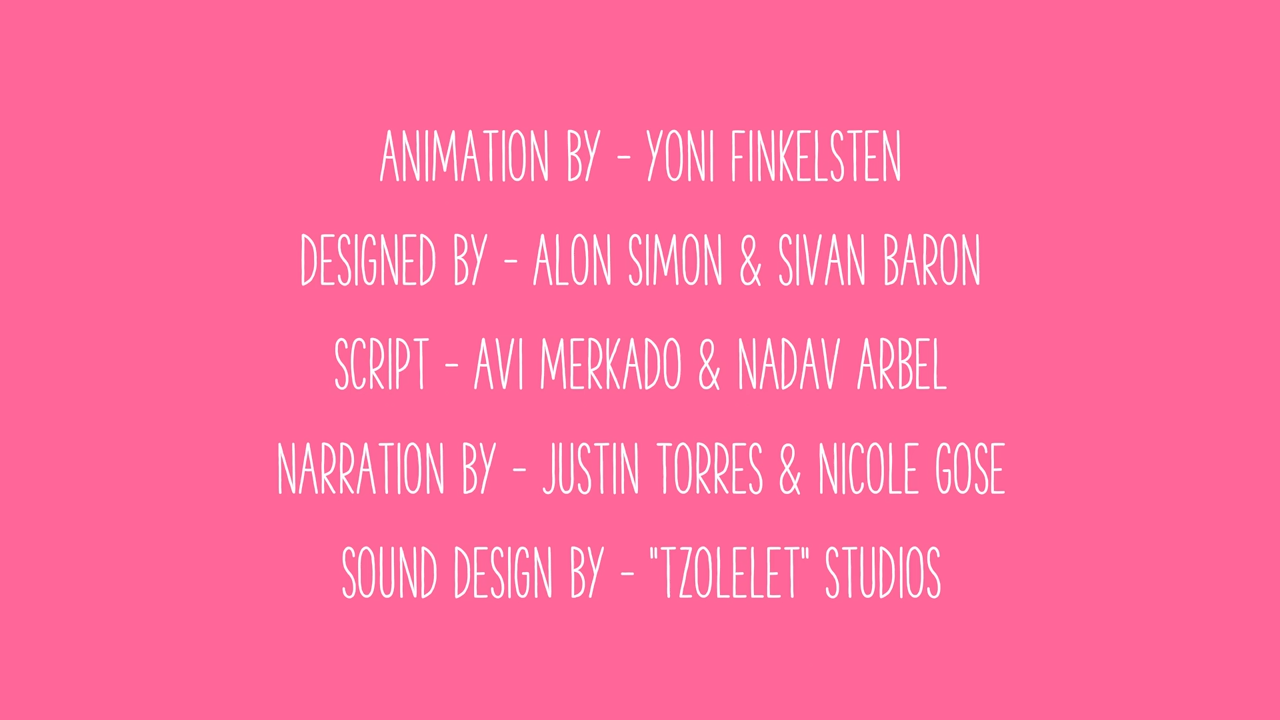 ANIMATION BY - YONI FINKELSTEN
DESIGNED BY - ALON SIMON & SIVAN BARON
SCRIPT - AVI MERKADO & NADAV ARBEL
NARRATION BY - JUSTIN TORRES & NICOLE GOSE
SOUND DESIGN BY - "TZOLELET" STUDIOS